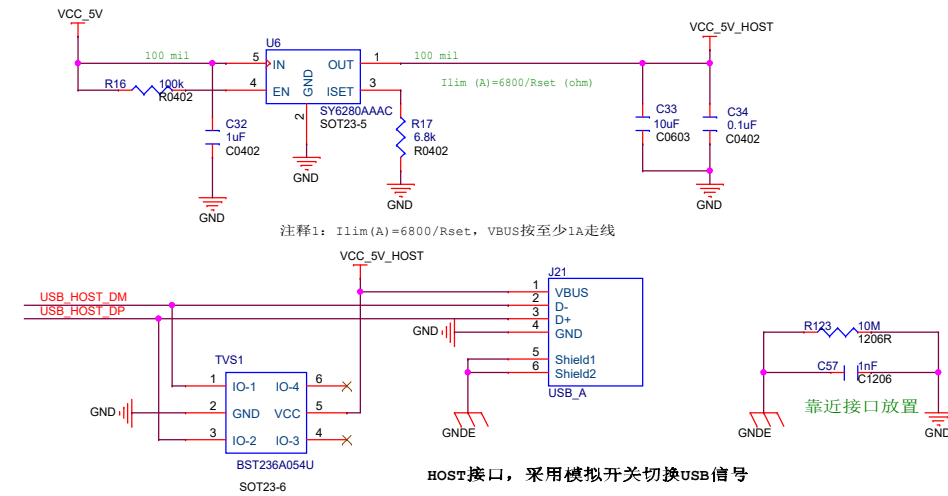 VCC_5V
VCC_5V_HOST
U6
100 mil
5
IN
OUT
1
100 mil
R16
100k
R0402
4
EN
GND
ISET
3
Ilim (A)=6800/Rset (ohm)
2
SY6280AAAC
SOT23-5
C32
1uF
C0402
R17
6.8k
R0402
C33
10uF
C0603
C34
0.1uF
C0402
GND
GND
GND
GND
注释1: Ilim(A)=6800/Rset, VBUS按至少1A走线
VCC_5V_HOST
J21
USB_HOST_DM
USB_HOST_DP
1
VBUS
2
D-
3
D+
4
GND
GND
5
Shield1
6
Shield2
USB_A
GNDE
TVS1
1
IO-1
IO-4
6
GND
2
GND
VCC
5
3
IO-2
IO-3
4
BST236A054U
SOT23-6
R123
10M
1206R
C57
1nF
C1206
靠近接口放置
GNDE
GND
HOST接口，采用模拟开关切换USB信号